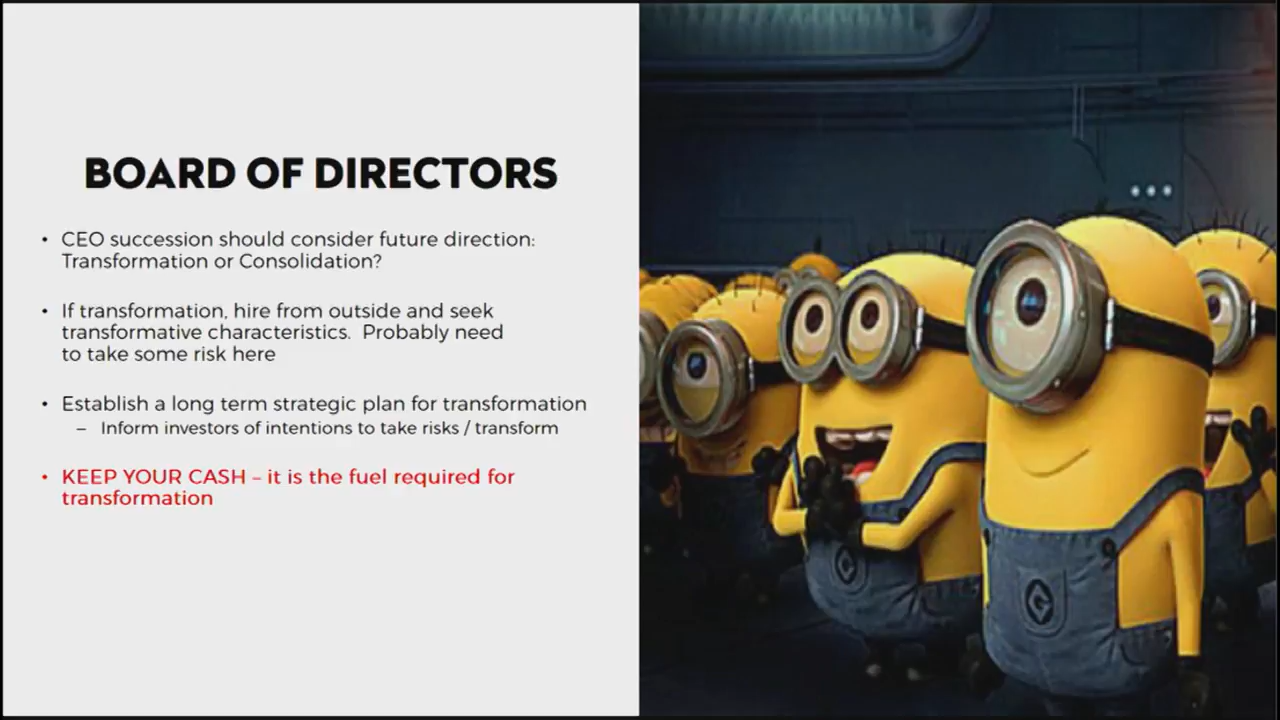 BOARD OF DIRECTORS
• CEO succession should consider future direction:
Transformation or Consolidation?
• If transformation, hire from outside and seek
transformative characteristics.  Probably need
to take some risk here
• Establish a long term strategic plan for transformation
– Inform investors of intentions to take risks / transform
• KEEP YOUR CASH – it is the fuel required for
transformation
G